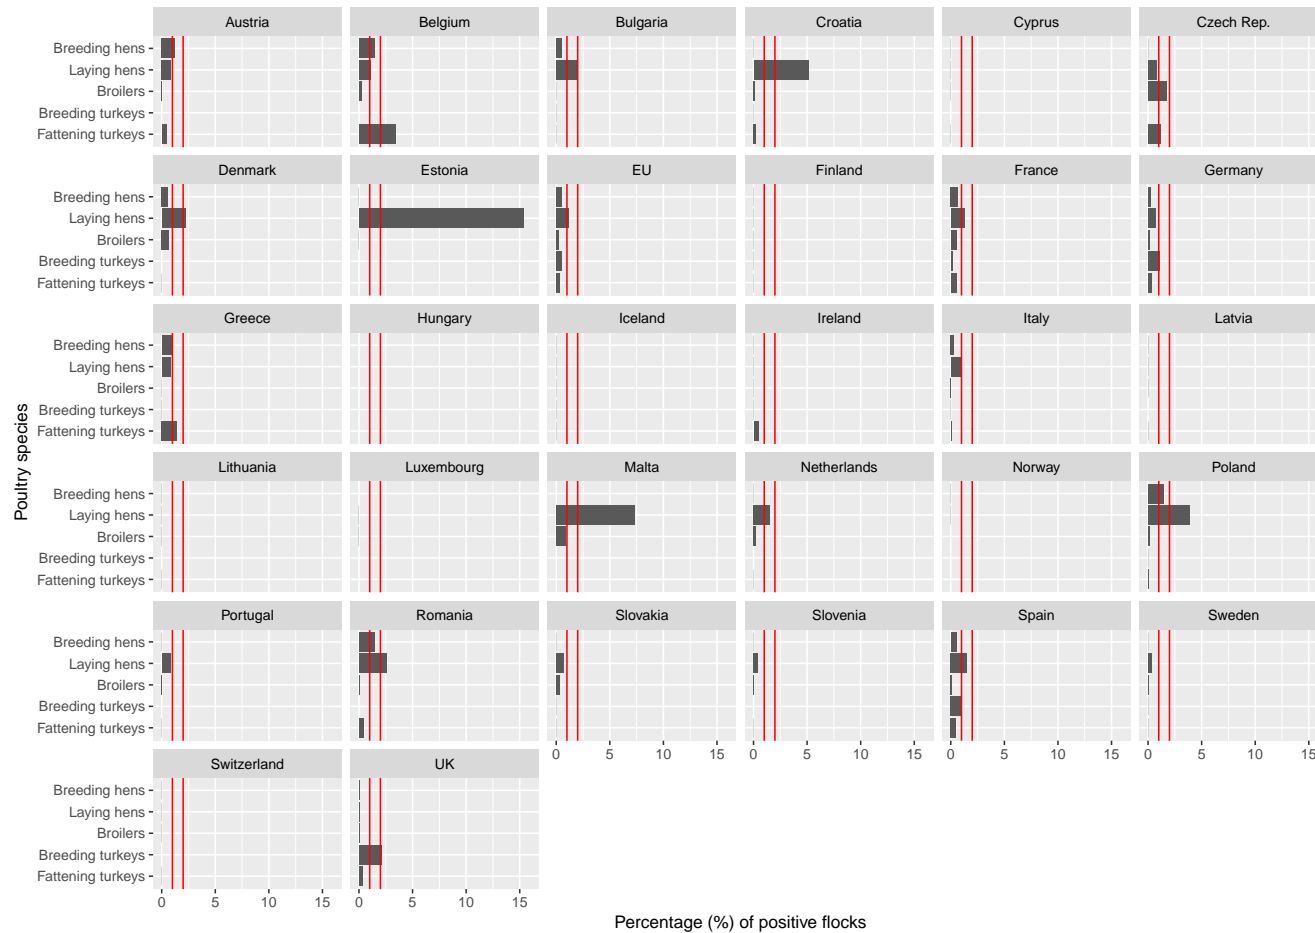 Austria
Belgium
Bulgaria
Croatia
Cyprus
Czech Rep.
Breeding hens
Laying hens
Broilers
Breeding turkeys
Fattening turkeys
Denmark
Estonia
EU
Finland
France
Germany
Breeding hens
Laying hens
Broilers
Breeding turkeys
Fattening turkeys
Greece
Hungary
Iceland
Ireland
Italy
Latvia
Breeding hens
Laying hens
Broilers
Breeding turkeys
Fattening turkeys
Poultry species
Lithuania
Luxembourg
Malta
Netherlands
Norway
Poland
Breeding hens
Laying hens
Broilers
Breeding turkeys
Fattening turkeys
Portugal
Romania
Slovakia
Slovenia
Spain
Sweden
Breeding hens
Laying hens
Broilers
Breeding turkeys
Fattening turkeys
0 5 10 15
0 5 10 15
0 5 10 15
0 5 10 15
Switzerland
UK
Breeding hens
Laying hens
Broilers
Breeding turkeys
Fattening turkeys
0 5 10 15
0 5 10 15
Percentage (%) of positive flocks